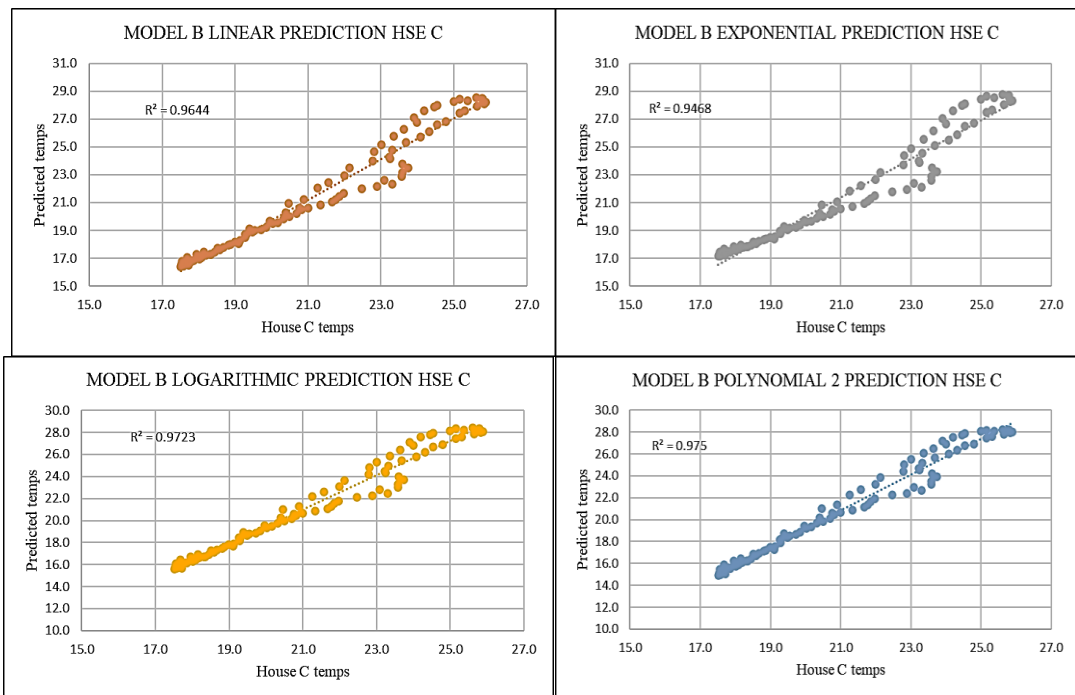 MODEL B LINEAR PREDICTION HSE C
31.0
29.0
27.0
25.0
23.0
21.0
19.0
17.0
15.0
R² = 0.9644
Predicted temps
15.0 17.0 19.0 21.0 23.0 25.0 27.0
House C temps
MODEL B EXPONENTIAL PREDICTION HSE C
31.0
29.0
27.0
25.0
23.0
21.0
19.0
17.0
15.0
R² = 0.9468
Predicted temps
15.0 17.0 19.0 21.0 23.0 25.0 27.0
House C temps
MODEL B LOGARITHMIC PREDICTION HSE C
30.0
28.0
26.0
24.0
22.0
20.0
18.0
16.0
14.0
12.0
10.0
R² = 0.9723
Predicted temps
15.0 17.0 19.0 21.0 23.0 25.0 27.0
House C temps
MODEL B POLYNOMIAL 2 PREDICTION HSE C
30.0
28.0
26.0
24.0
22.0
20.0
18.0
16.0
14.0
12.0
10.0
R² = 0.975
Predicted temps
15.0 17.0 19.0 21.0 23.0 25.0 27.0
House C temps